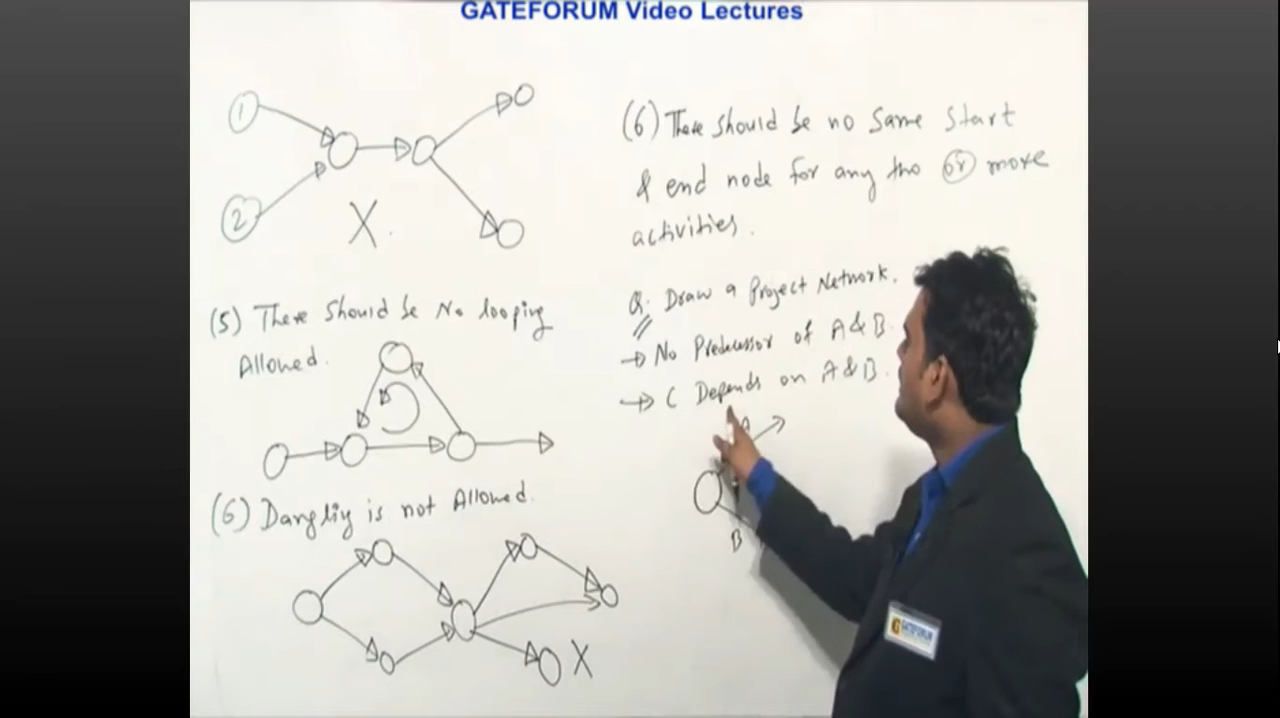 GATEFORUM Video Lectures
1
2
X
(5) There Should be No looping
Allowed.
(6) Dangliy is not Allowed.
X
(6) There should be no same start
& end node for any two or more
activities.
Q. Draw a Project Network.
→ No Predecessor of A & B.
→ C Depends on A & B.
A
B
GATEFORUM